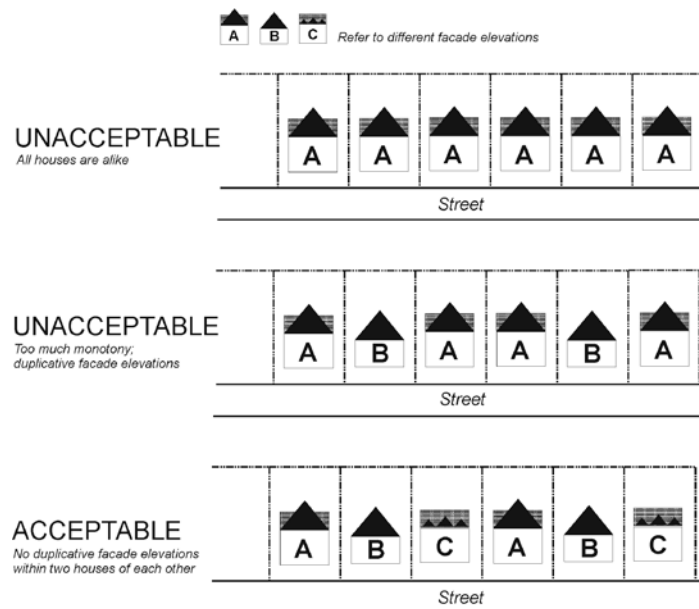 A B C Refer to different facade elevations
UNACCEPTABLE
All houses are alike
A A A A A A
Street
UNACCEPTABLE
Too much monotony;
duplicative facade elevations
A B A A B A
Street
ACCEPTABLE
No duplicative facade elevations
within two houses of each other
A B C A B C
Street